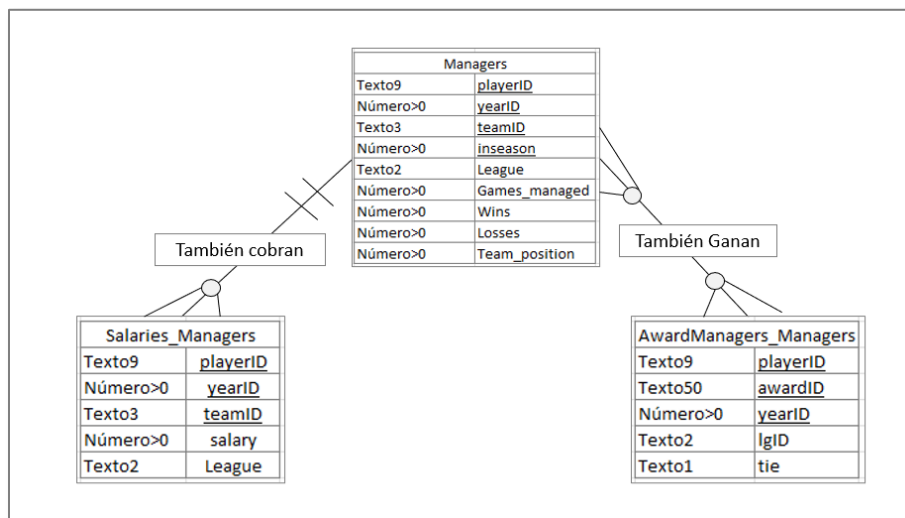 Managers
Texto9 playerID
Número>0 yearID
Texto3 teamID
Número>0 inseason
Texto2 League
Número>0 Games_managed
Número>0 Wins
Número>0 Losses
Número>0 Team_position
También cobran
También Ganan
Salaries_Managers
Texto9 playerID
Número>0 yearID
Texto3 teamID
Número>0 salary
Texto2 League
AwardManagers_Managers
Texto9 playerID
Texto50 awardID
Número>0 yearID
Texto2 lgID
Texto1 tie